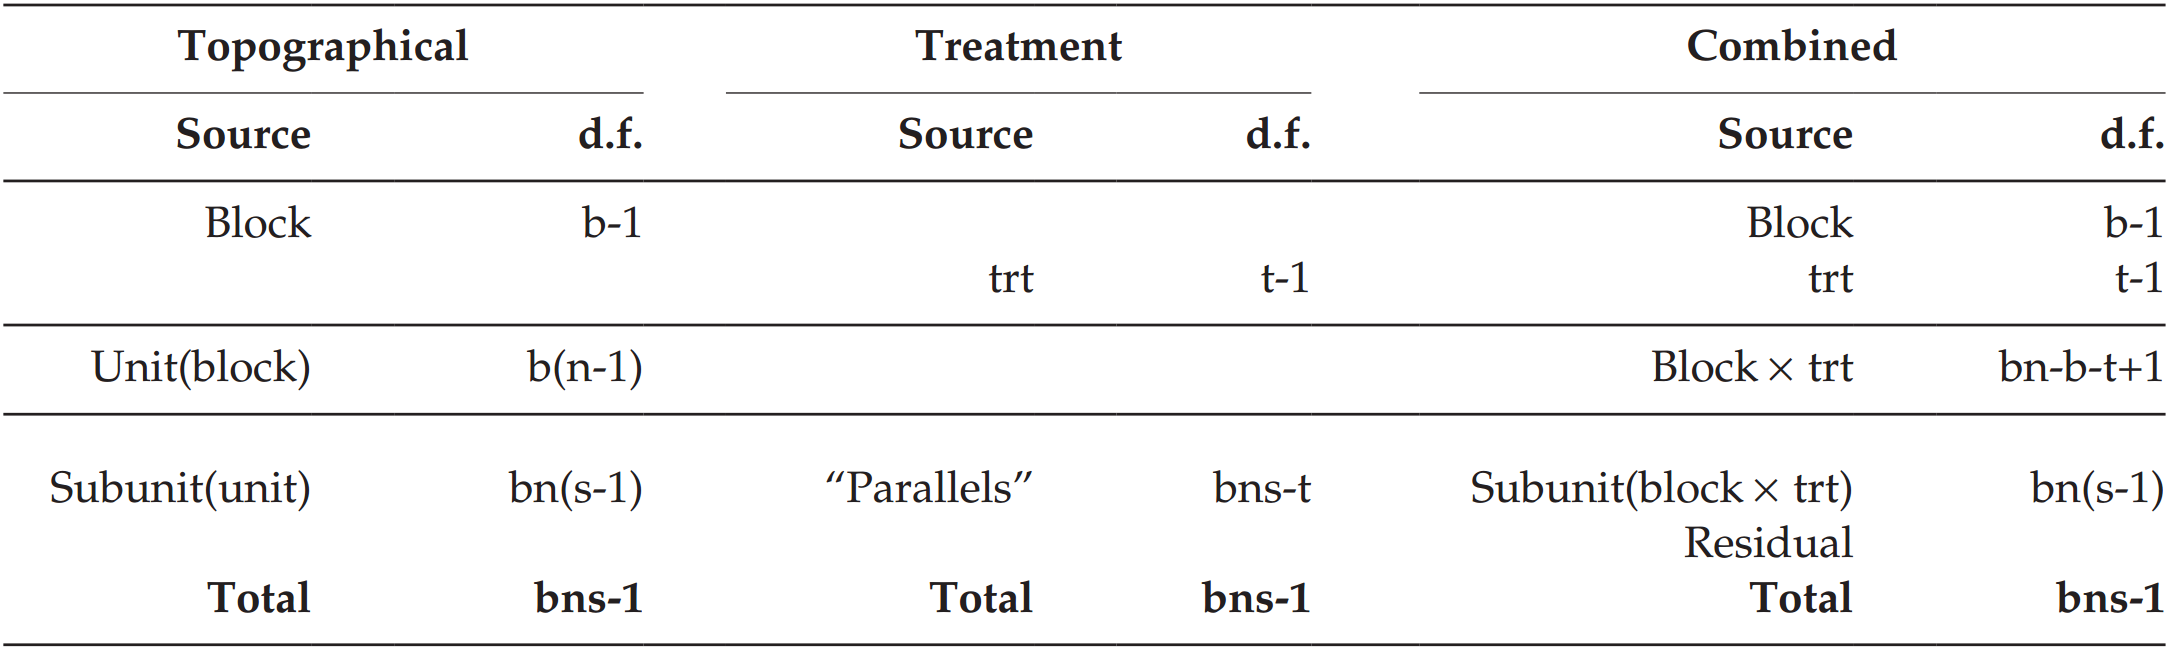 Topographical Treatment Combined
Source d.f. Source d.f. Source d.f.
Block b-1 Block b-1
trt t-1 trt t-1
Unit(block) b(n-1) Block × trt bn-b-t+1
Subunit(unit) bn(s-1) “Parallels” bns-t Subunit(block × trt) bn(s-1)
Residual
Total bns-1 Total bns-1 Total bns-1